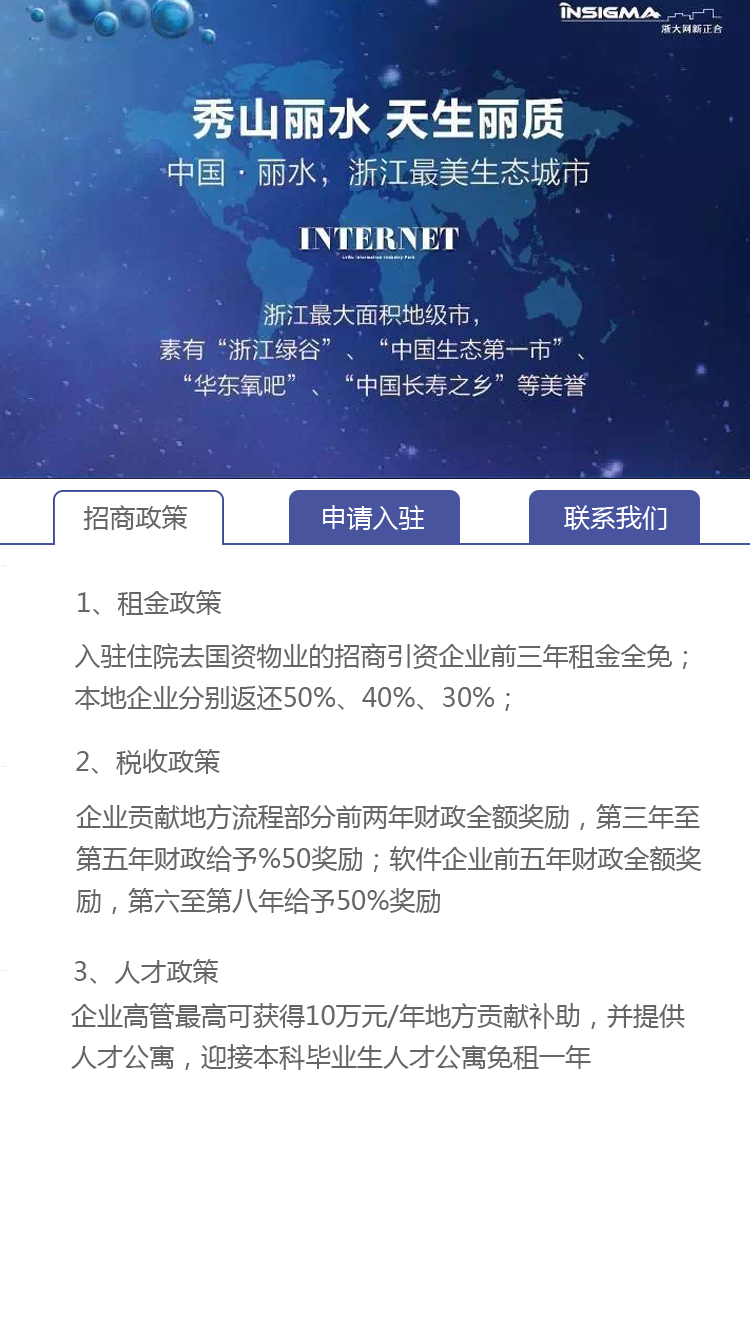 INSIGMA
浙大网新正合
秀山丽水 天生丽质
中国·丽水，浙江最美生态城市
INTERNET
LiShu Information Industry Park
浙江最大面积地级市，
素有“浙江绿谷”、“中国生态第一市”、
“华东氧吧”、“中国长寿之乡”等美誉
招商政策
申请入驻
联系我们
1、租金政策
入驻住院去国资物业的招商引资企业前三年租金全免；
本地企业分别返还50%、40%、30%；
2、税收政策
企业贡献地方流程部分前两年财政全额奖励，第三年至
第五年财政给予%50奖励；软件企业前五年财政全额奖
励，第六至第八年给予50%奖励
3、人才政策
企业高管最高可获得10万元/年地方贡献补助，并提供
人才公寓，迎接本科毕业生人才公寓免租一年